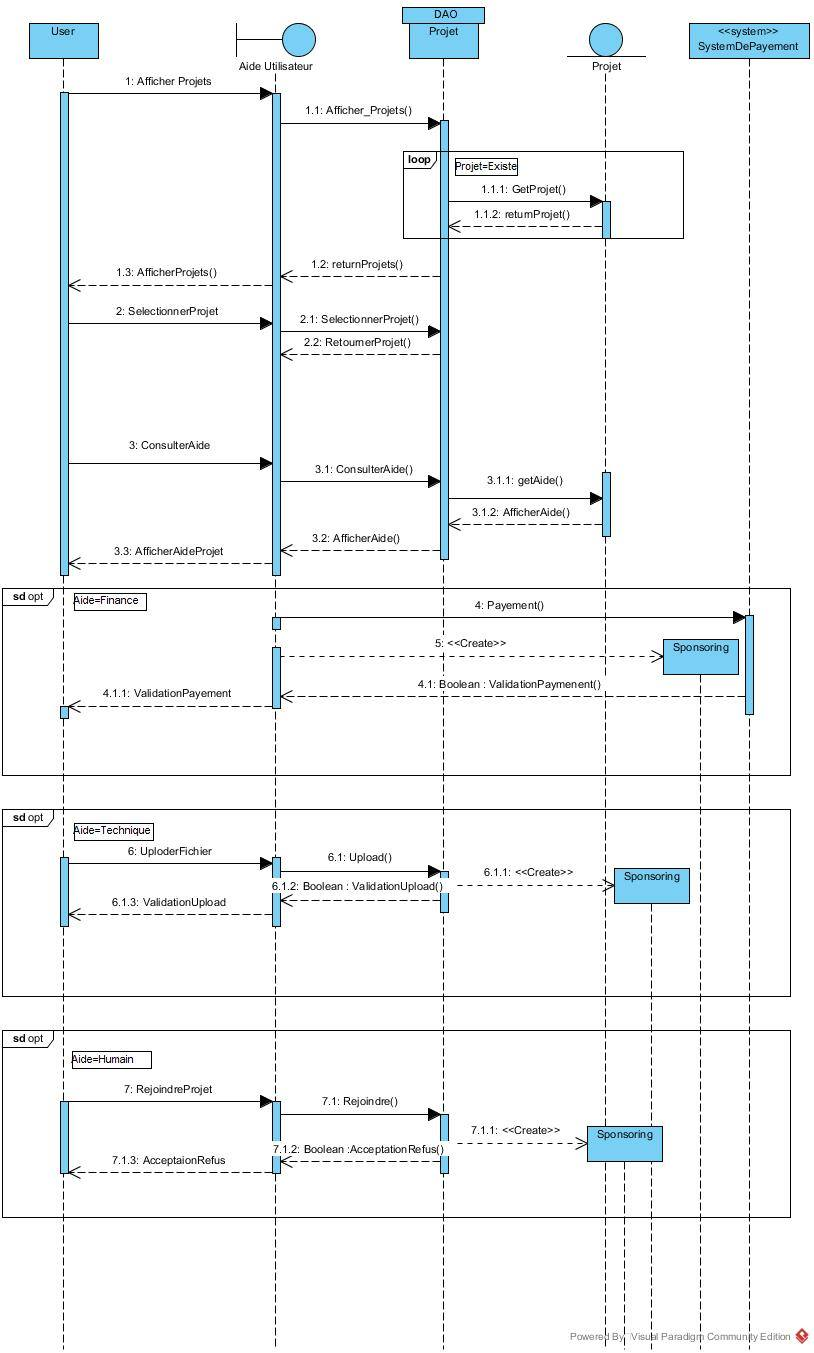 DAO
User
Projet
<<system>>
SystemDePayement
Aide Utilisateur
Projet
1: Afficher Projets
1.1: Afficher_Projets()
loop
Projet=Existe
1.1.1: GetProjet()
1.1.2: returnProjet()
1.2: returnProjets()
1.3: AfficherProjets()
2: SelectionnerProjet
2.1: SelectionnerProjet()
2.2: RetournerProjet()
3: ConsulterAide
3.1: ConsulterAide()
3.1.1: getAide()
3.1.2: AfficherAide()
3.2: AfficherAide()
3.3: AfficherAideProjet
sd opt
Aide=Finance
4: Payement()
5: <<Create>>
Sponsoring
4.1: Boolean : ValidationPaymenent()
4.1.1: ValidationPayement
sd opt
Aide=Technique
6: UploderFichier
6.1: Upload()
6.1.1: <<Create>>
Sponsoring
6.1.2: Boolean : ValidationUpload()
6.1.3: ValidationUpload
sd opt
Aide=Humain
7: RejoindreProjet
7.1: Rejoindre()
7.1.1: <<Create>>
Sponsoring
7.1.2: Boolean :AcceptationRefus()
7.1.3: AcceptaionRefus
Powered By Visual Paradigm Community Edition